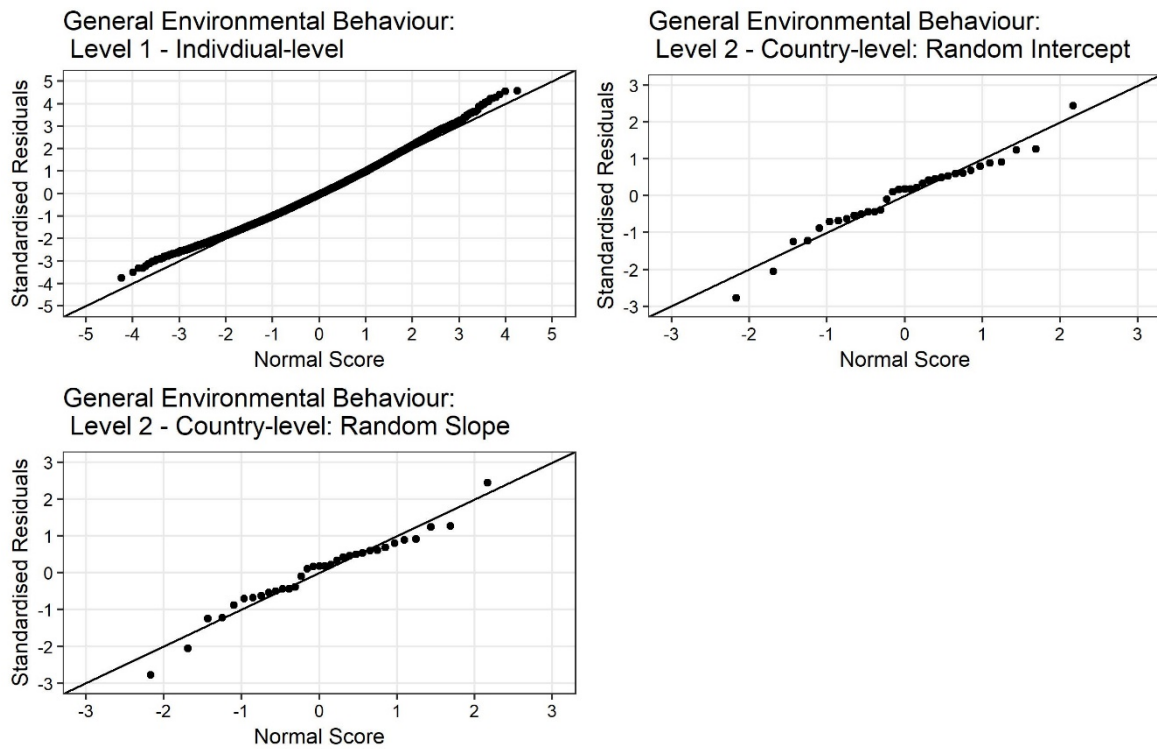 General Environmental Behaviour:
Level 1 - Indivdiual-level
Standardised Residuals
5
4
3
2
1
0
-1
-2
-3
-4
-5
-5 -4 -3 -2 -1 0 1 2 3 4 5
Normal Score
General Environmental Behaviour:
Level 2 - Country-level: Random Intercept
Standardised Residuals
3
2
1
0
-1
-2
-3
-3 -2 -1 0 1 2 3
Normal Score
General Environmental Behaviour:
Level 2 - Country-level: Random Slope
Standardised Residuals
3
2
1
0
-1
-2
-3
-3 -2 -1 0 1 2 3
Normal Score